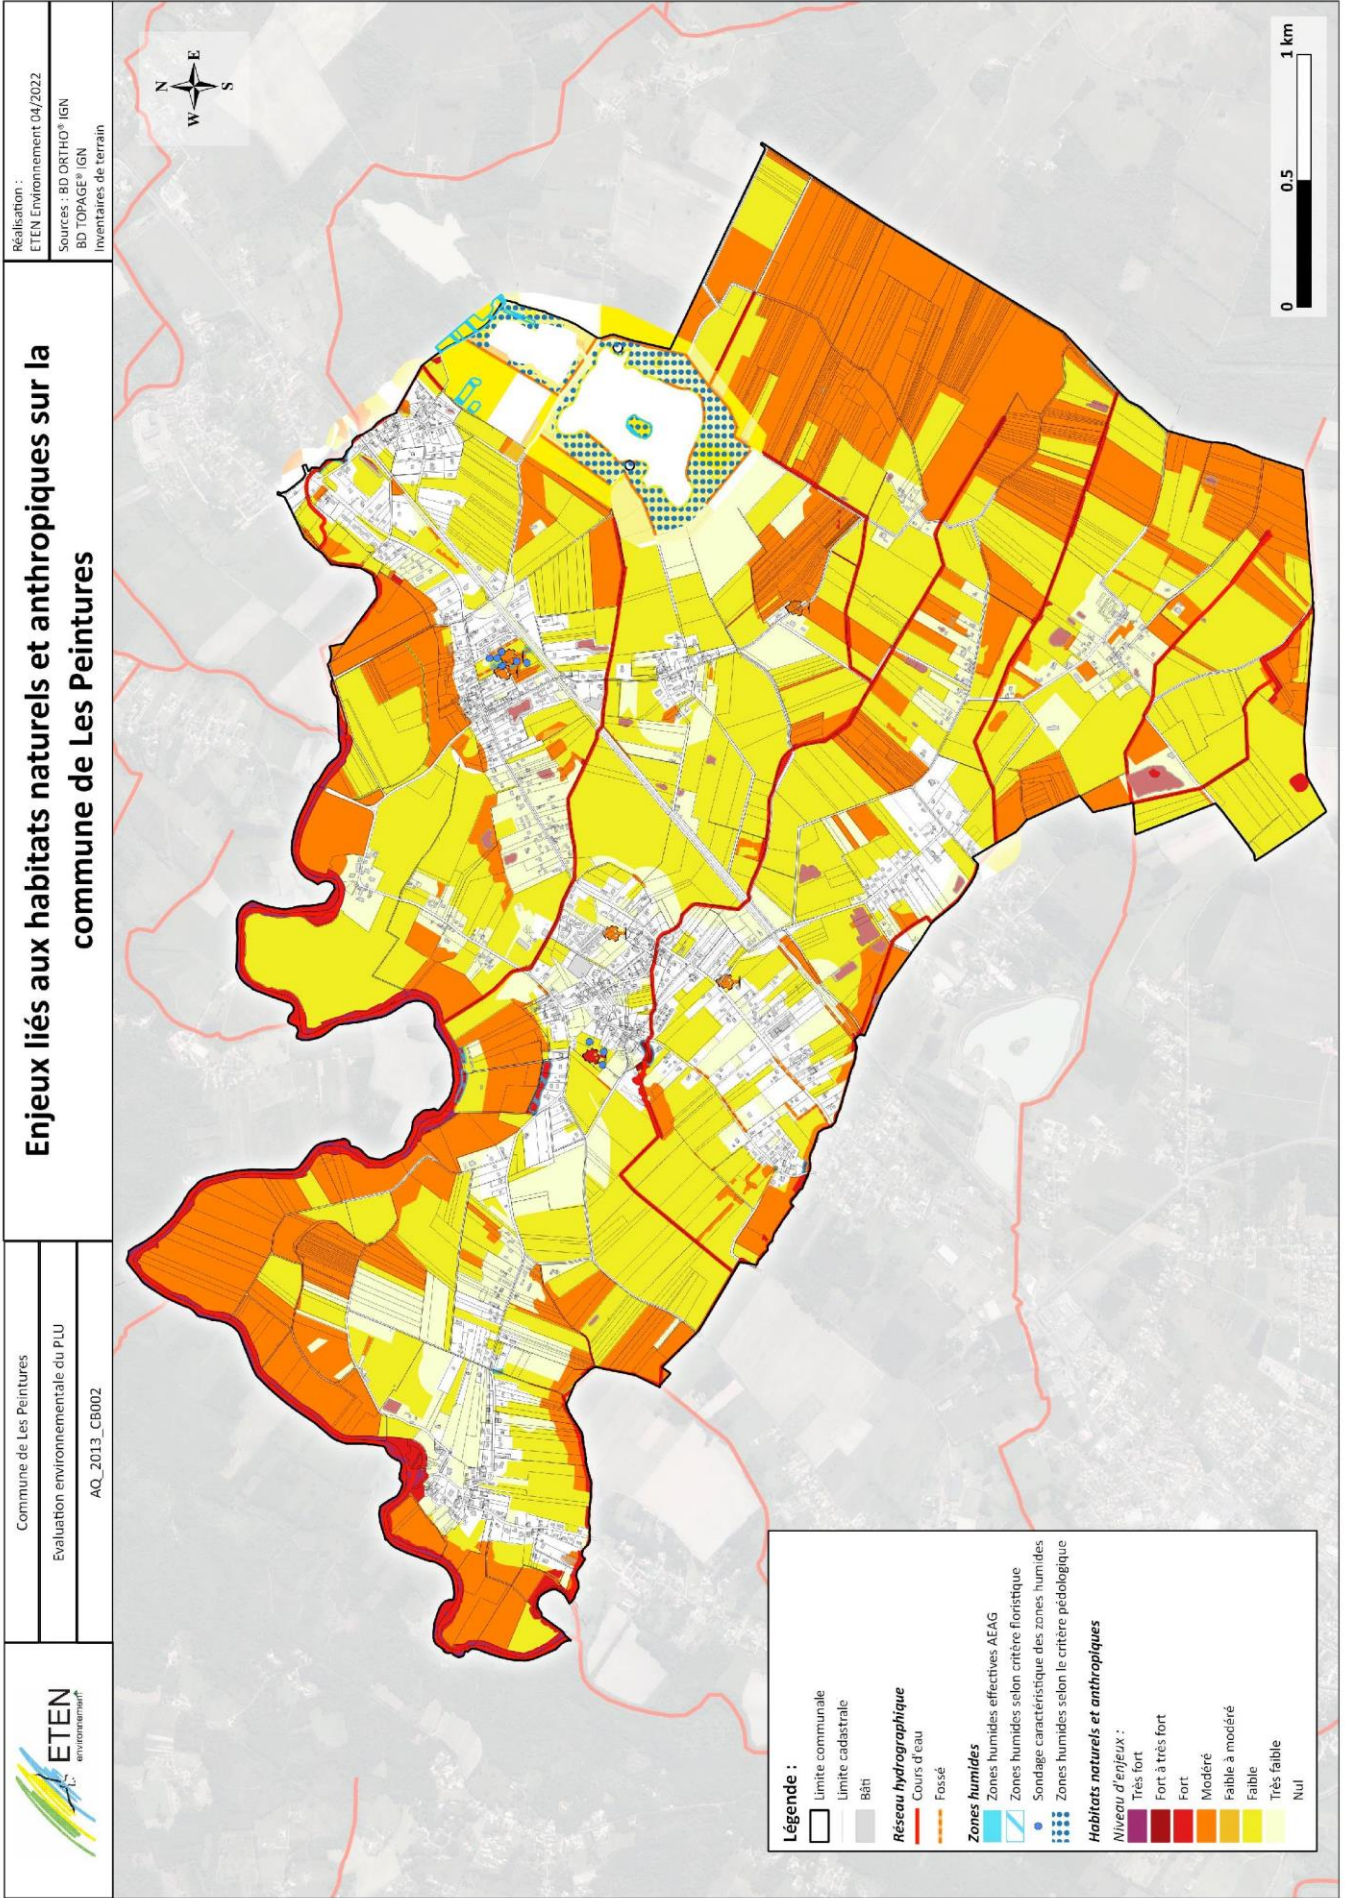 ETEN
environnement
Commune de Les Peintures
Evaluation environnementale du PLU
AQ_2013_CB002
Enjeux liés aux habitats naturels et anthropiques sur la
commune de Les Peintures
Réalisation :
ETEN Environnement 04/2022
Sources : BD ORTHO® IGN
BD TOPAGE® IGN
Inventaires de terrain
N
W
E
S
Légende :
Limite communale
Limite cadastrale
Bâti
Réseau hydrographique
Cours d'eau
Fossé
Zones humides
Zones humides effectives AEAG
Zones humides selon critère floristique
Sondage caractéristique des zones humides
Zones humides selon le critère pédologique
Habitats naturels et anthropiques
Niveau d'enjeux :
Très fort
Fort à très fort
Fort
Modéré
Faible à modéré
Faible
Très faible
Nul
0
0.5
1 km